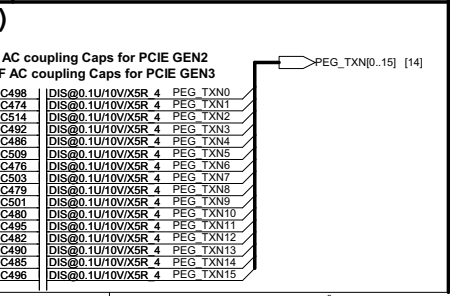 )
AC coupling Caps for PCIE GEN2
F AC coupling Caps for PCIE GEN3
PEG_TXN[0..15] [14]
C498 DIS@0.1U/10V/X5R_4 PEG_TXN0
C474 DIS@0.1U/10V/X5R_4 PEG_TXN1
C514 DIS@0.1U/10V/X5R_4 PEG_TXN2
C492 DIS@0.1U/10V/X5R_4 PEG_TXN3
C486 DIS@0.1U/10V/X5R_4 PEG_TXN4
C509 DIS@0.1U/10V/X5R_4 PEG_TXN5
C476 DIS@0.1U/10V/X5R_4 PEG_TXN6
C503 DIS@0.1U/10V/X5R_4 PEG_TXN7
C479 DIS@0.1U/10V/X5R_4 PEG_TXN8
C501 DIS@0.1U/10V/X5R_4 PEG_TXN9
C480 DIS@0.1U/10V/X5R_4 PEG_TXN10
C495 DIS@0.1U/10V/X5R_4 PEG_TXN11
C482 DIS@0.1U/10V/X5R_4 PEG_TXN12
C490 DIS@0.1U/10V/X5R_4 PEG_TXN13
C485 DIS@0.1U/10V/X5R_4 PEG_TXN14
C496 DIS@0.1U/10V/X5R_4 PEG_TXN15